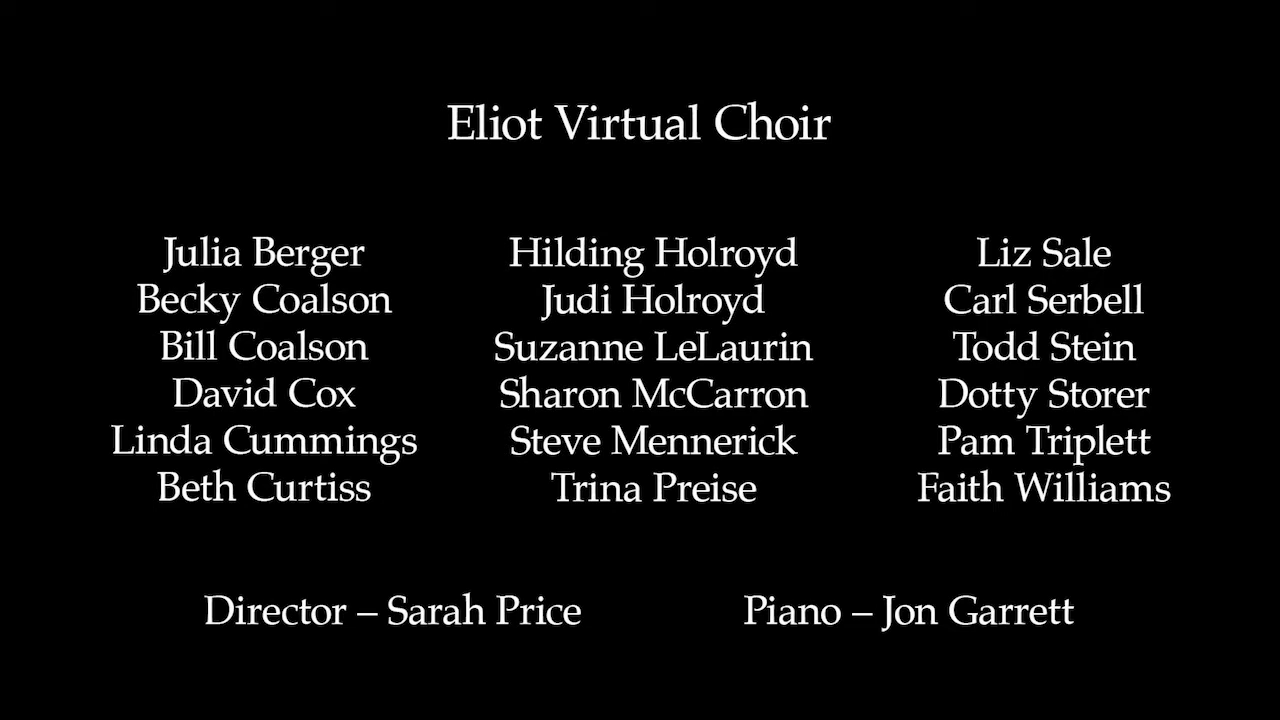 Eliot Virtual Choir
Julia Berger
Becky Coalson
Bill Coalson
David Cox
Linda Cummings
Beth Curtiss
Hilding Holroyd
Judi Holroyd
Suzanne LeLaurin
Sharon McCarron
Steve Mennerick
Trina Preise
Liz Sale
Carl Serbell
Todd Stein
Dotty Storer
Pam Triplett
Faith Williams
Director – Sarah Price
Piano – Jon Garrett